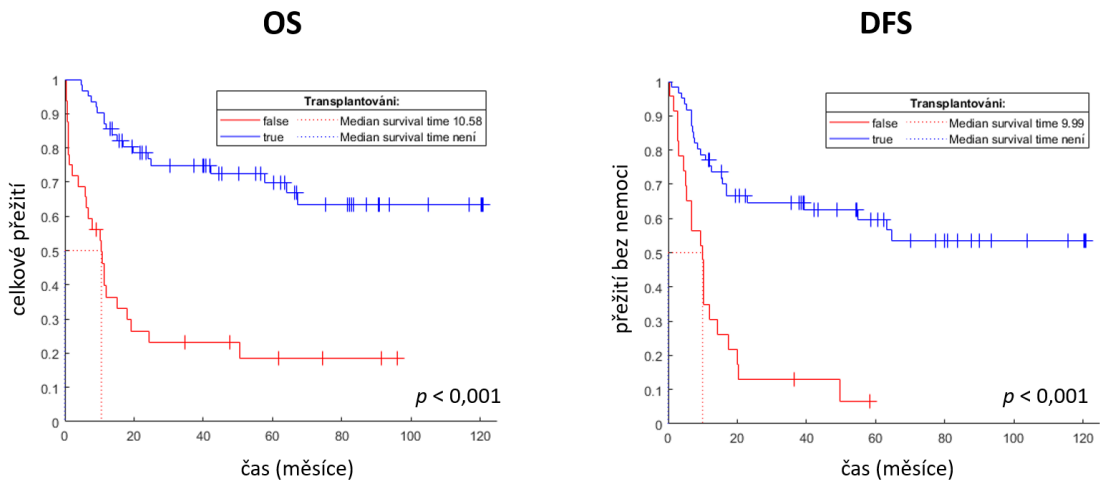 OS
Transplantováni:
false Median survival time 10.58
true Median survival time není
celkové přežití
1
0.9
0.8
0.7
0.6
0.5
0.4
0.3
0.2
0.1
0
p < 0,001
0 20 40 60 80 100 120
čas (měsíce)
DFS
Transplantováni:
false Median survival time 9.99
true Median survival time není
přežití bez nemoci
1
0.9
0.8
0.7
0.6
0.5
0.4
0.3
0.2
0.1
0
p < 0,001
0 20 40 60 80 100 120
čas (měsíce)